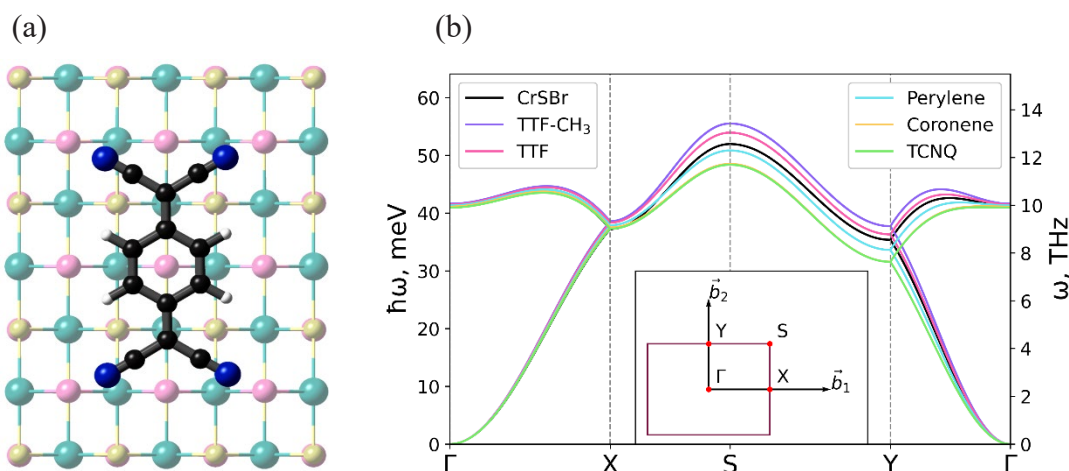 (a)
(b)
CrSBr
TTF-CH₃
TTF
Perylene
Coronene
TCNQ
ħω, meV
60
50
40
30
20
10
0
ω, THz
14
12
10
8
6
4
2
0
b⃗₂
Y
S
Γ
X
b⃗₁
Γ
X
S
Y
Γ